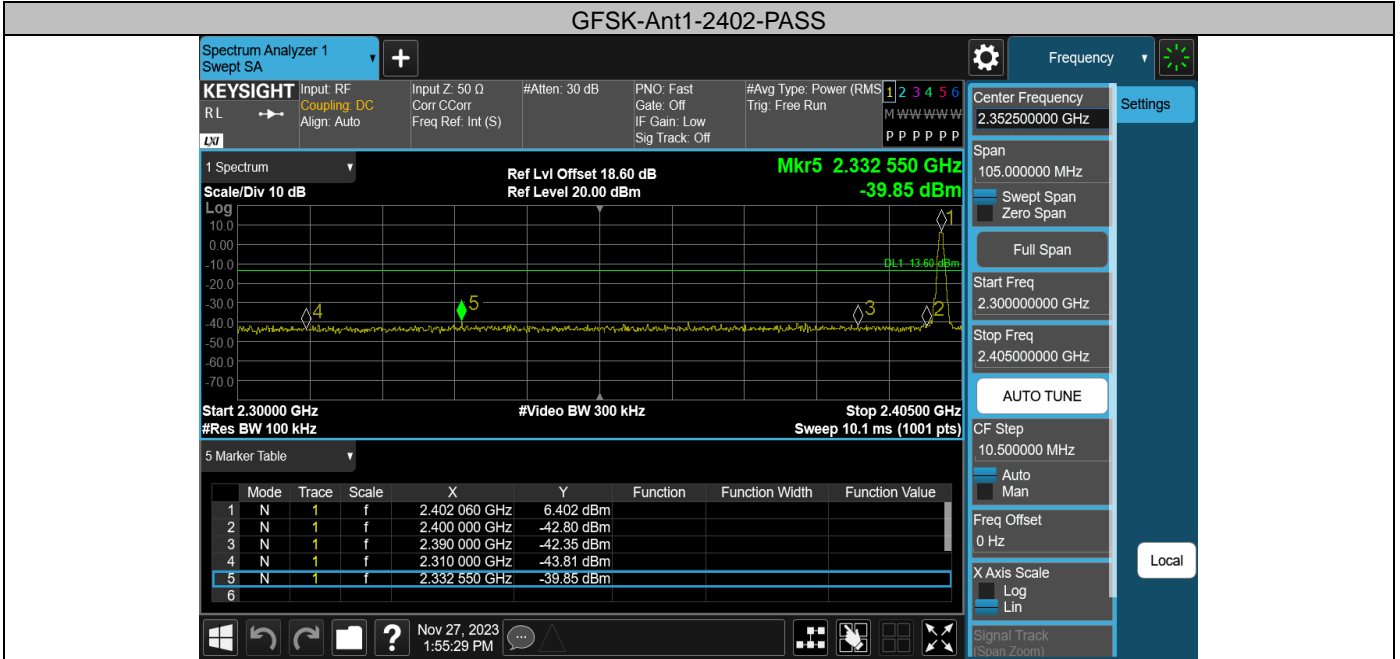 GFSK-Ant1-2402-PASS
Spectrum Analyzer 1
Swept SA
+
Frequency
KEYSIGHT
RL
LXI
Input: RF
Coupling: DC
Align: Auto
Input Z: 50 Ω
Corr CCorr
Freq Ref: Int (S)
#Atten: 30 dB
PNO: Fast
Gate: Off
IF Gain: Low
Sig Track: Off
#Avg Type: Power (RMS
Trig: Free Run
1 2 3 4 5 6
M W W W W W
P P P P P P
1 Spectrum
Scale/Div 10 dB
Ref Lvl Offset 18.60 dB
Ref Level 20.00 dBm
Mkr5 2.332 550 GHz
-39.85 dBm
Log
10.0
0.00
-10.0
-20.0
-30.0
-40.0
-50.0
-60.0
-70.0
DL1 -13.60 dBm
1
2
3
4
5
Start 2.30000 GHz
#Res BW 100 kHz
#Video BW 300 kHz
Stop 2.40500 GHz
Sweep 10.1 ms (1001 pts)
5 Marker Table
Mode Trace Scale X Y Function Function Width Function Value
1 N 1 f 2.402 060 GHz 6.402 dBm
2 N 1 f 2.400 000 GHz -42.80 dBm
3 N 1 f 2.390 000 GHz -42.35 dBm
4 N 1 f 2.310 000 GHz -43.81 dBm
5 N 1 f 2.332 550 GHz -39.85 dBm
6
?
Nov 27, 2023
1:55:29 PM
Center Frequency
2.352500000 GHz
Span
105.000000 MHz
Swept Span
Zero Span
Full Span
Start Freq
2.300000000 GHz
Stop Freq
2.405000000 GHz
AUTO TUNE
CF Step
10.500000 MHz
Auto
Man
Freq Offset
0 Hz
X Axis Scale
Log
Lin
Signal Track
(Span Zoom)
Settings
Local